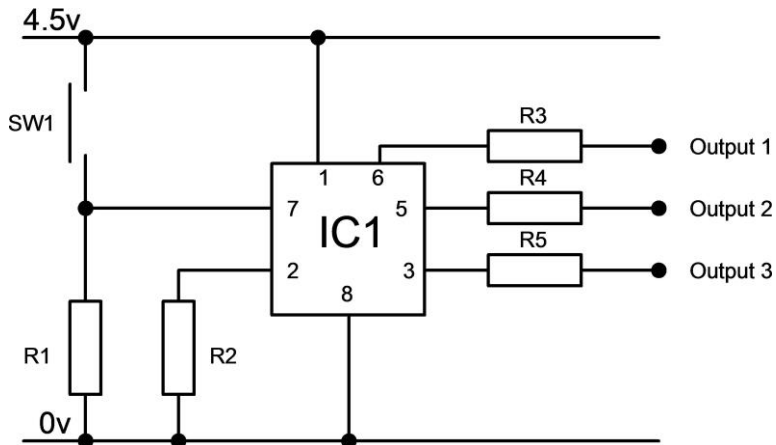 4.5v
SW1
R3
Output 1
1
6
R4
Output 2
7
IC1
5
R5
2
3
Output 3
8
R1
R2
0v